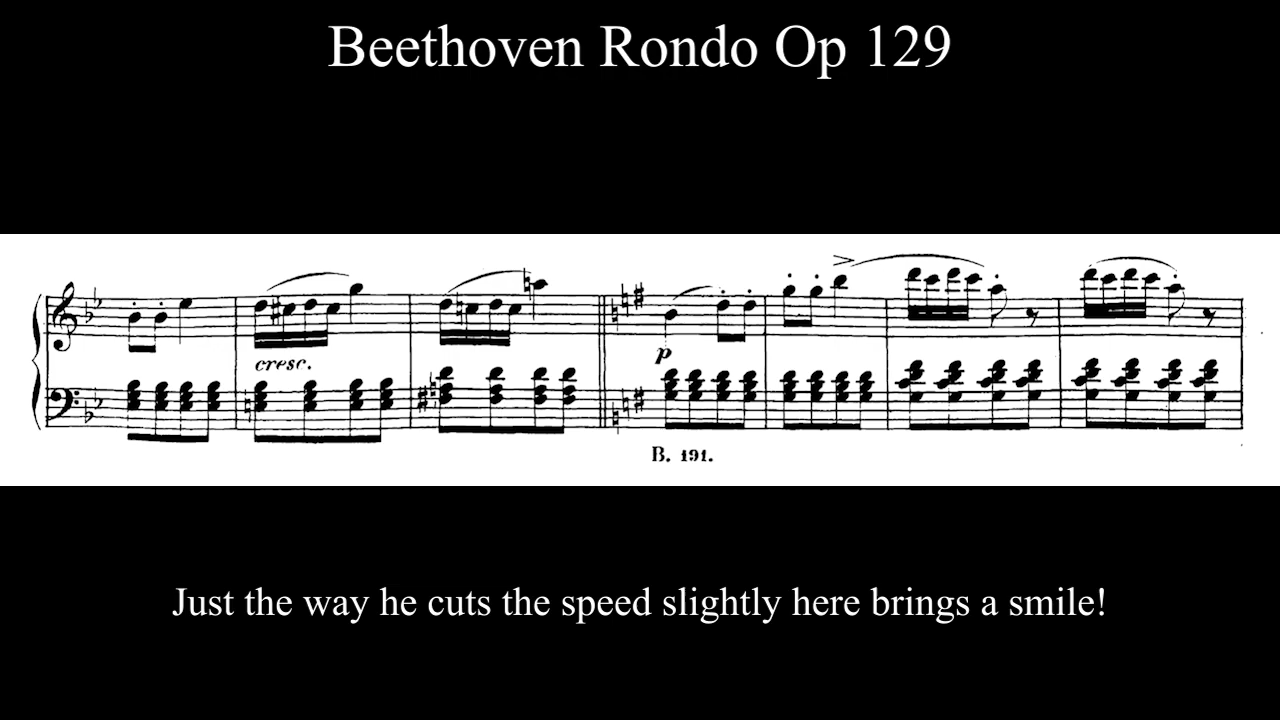 Beethoven Rondo Op 129
cresc.
p
B. 191.
Just the way he cuts the speed slightly here brings a smile!